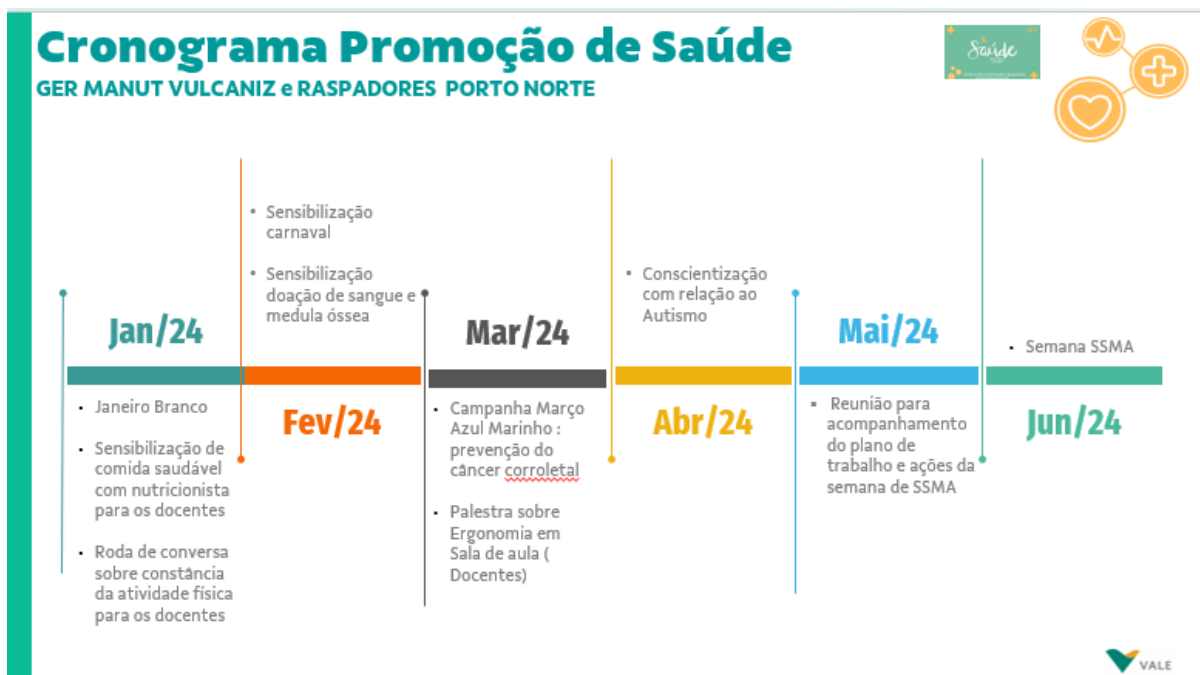 Cronograma Promoção de Saúde
GER MANUT VULCANIZ e RASPADORES PORTO NORTE
Saúde
Jan/24
• Janeiro Branco
• Sensibilização de
comida saudável
com nutricionista
para os docentes
• Roda de conversa
sobre constância
da atividade física
para os docentes
• Sensibilização
carnaval
• Sensibilização
doação de sangue e
medula óssea
Fev/24
Mar/24
• Campanha Março
Azul Marinho :
prevenção do
câncer corroletal
• Palestra sobre
Ergonomia em
Sala de aula (
Docentes)
• Conscientização
com relação ao
Autismo
Abr/24
Mai/24
▪ Reunião para
acompanhamento
do plano de
trabalho e ações da
semana de SSMA
• Semana SSMA
Jun/24
VALE